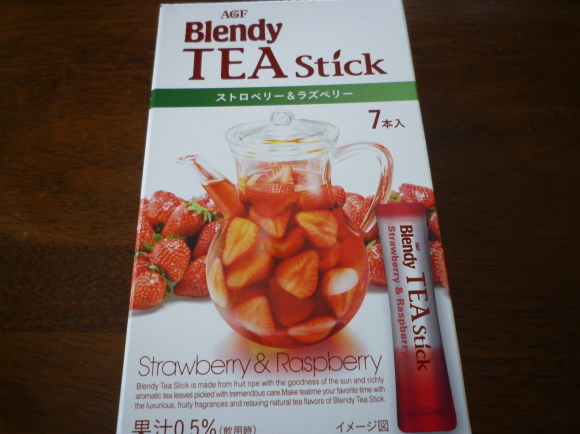 AGF
Blendy
TEA Stick
ストロベリー&ラズベリー
7本入
AGF
Blendy TEA Stick
Strawberry & Raspberry
Strawberry & Raspberry
Blendy Tea Stick is made from fruit ripe with the goodness of the sun and richly
aromatic tea leaves picked with tremendous care.Make teatime your favorite time with
the luxurious, fruity fragrances and relaxing natural tea flavors of Blendy Tea Stick.
果汁0.5%(飲用時)
イメージ図